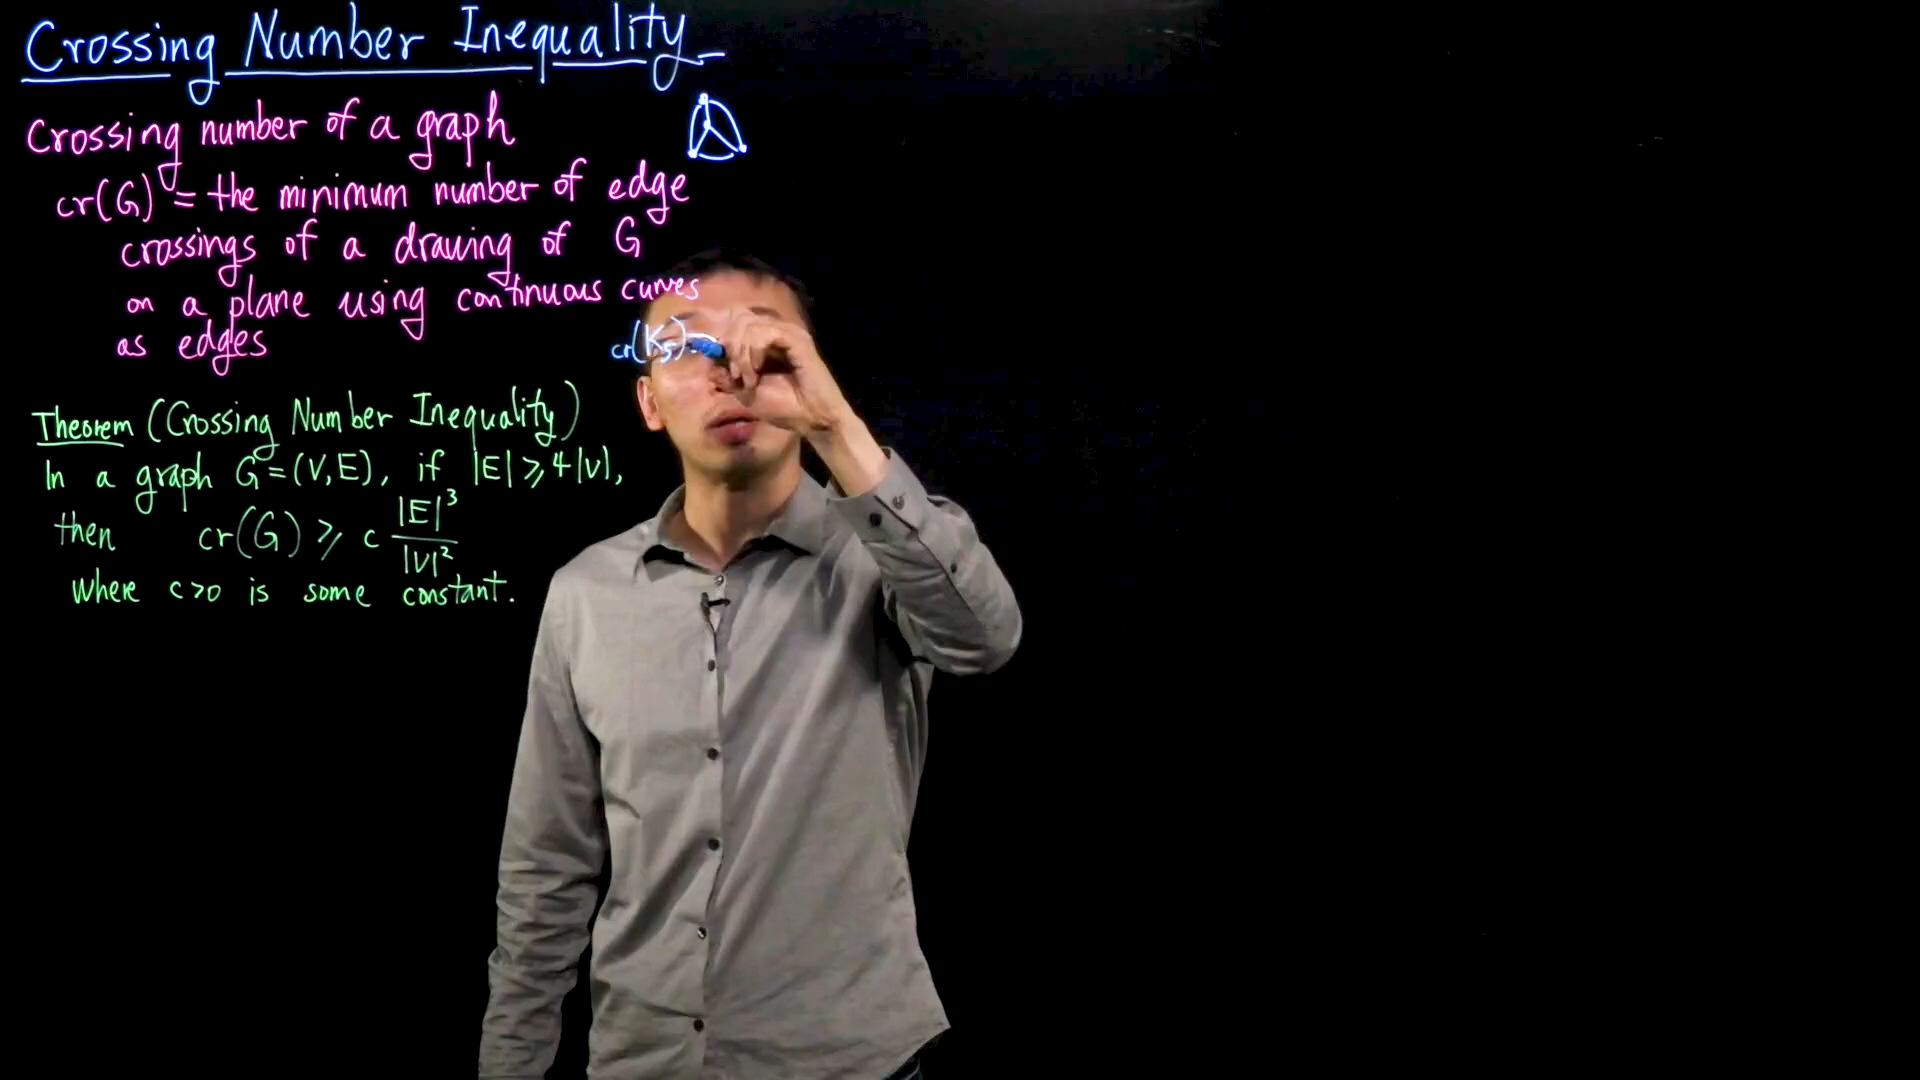 Crossing Number Inequality
Crossing number of a graph
cr(G) = the minimum number of edge
crossings of a drawing of G
on a plane using continuous curves
as edges
cr(K₅)
Theorem (Crossing Number Inequality)
In a graph G=(V,E), if |E| ⩾ 4|V|,
then cr(G) ⩾ c |E|³/|V|²
where c>0 is some constant.